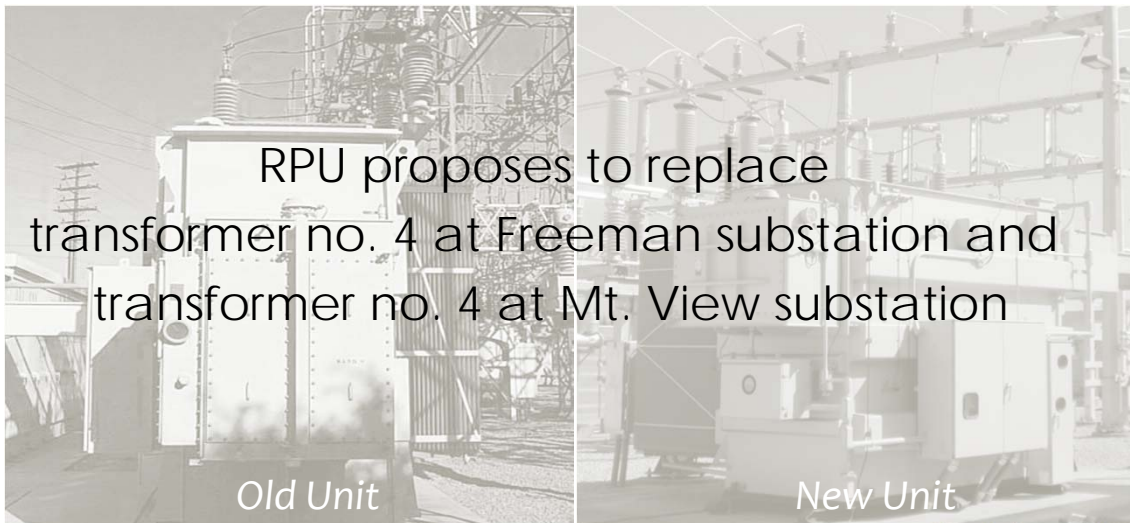 RPU proposes to replace
transformer no. 4 at Freeman substation and
transformer no. 4 at Mt. View substation
Old Unit
New Unit